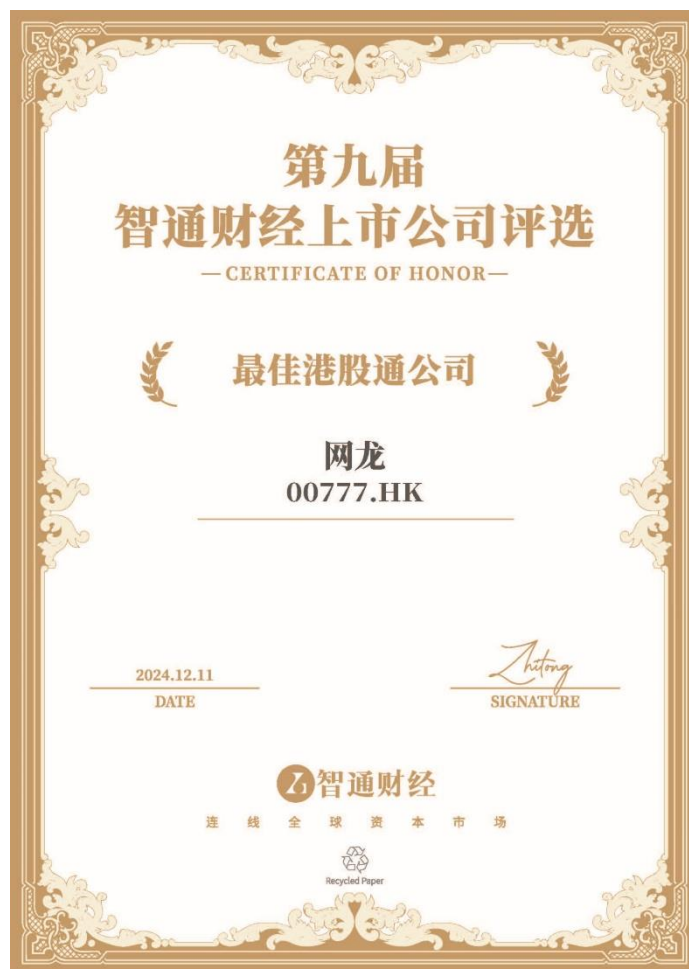 第九届
智通财经上市公司评选
—CERTIFICATE OF HONOR—
最佳港股通公司
网龙
00777.HK
2024.12.11
DATE
Zhitong
SIGNATURE
智通财经
连线全球资本市场
Recycled Paper